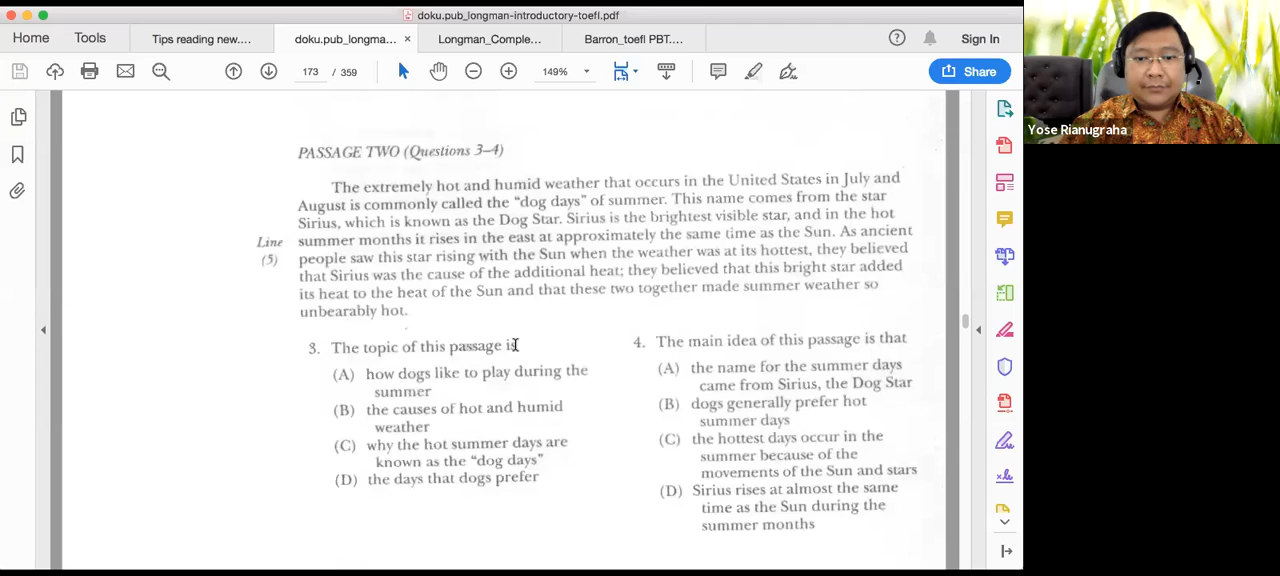 doku.pub_longman-introductory-toefl.pdf
Home Tools Tips reading new.... doku.pub_longma... × Longman_Comple... Barron_toefl PBT.... Sign In
173 / 359 149% Share
Yose Rianugraha
PASSAGE TWO (Questions 3–4)
The extremely hot and humid weather that occurs in the United States in July and
August is commonly called the “dog days” of summer. This name comes from the star
Sirius, which is known as the Dog Star. Sirius is the brightest visible star, and in the hot
Line summer months it rises in the east at approximately the same time as the Sun. As ancient
(5) people saw this star rising with the Sun when the weather was at its hottest, they believed
that Sirius was the cause of the additional heat; they believed that this bright star added
its heat to the heat of the Sun and that these two together made summer weather so
unbearably hot.
3. The topic of this passage is
(A) how dogs like to play during the
summer
(B) the causes of hot and humid
weather
(C) why the hot summer days are
known as the “dog days”
(D) the days that dogs prefer
4. The main idea of this passage is that
(A) the name for the summer days
came from Sirius, the Dog Star
(B) dogs generally prefer hot
summer days
(C) the hottest days occur in the
summer because of the
movements of the Sun and stars
(D) Sirius rises at almost the same
time as the Sun during the
summer months